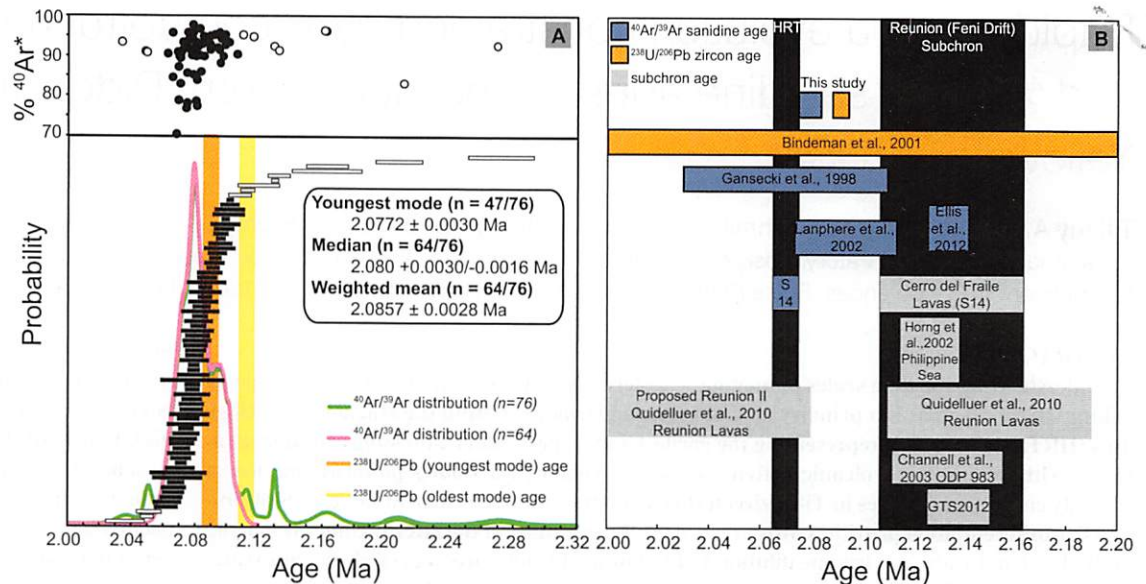 A
% 40Ar*
100
90
80
70
Probability
Youngest mode (n = 47/76)
2.0772 ± 0.0030 Ma
Median (n = 64/76)
2.080 +0.0030/-0.0016 Ma
Weighted mean (n = 64/76)
2.0857 ± 0.0028 Ma
40Ar/39Ar distribution (n=76)
40Ar/39Ar distribution (n=64)
238U/206Pb (youngest mode) age
238U/206Pb (oldest mode) age
2.00 2.04 2.08 2.12 2.16 2.20 2.24 2.28 2.32
Age (Ma)
B
40Ar/39Ar sanidine age
238U/206Pb zircon age
subchron age
HRT
Reunion (Feni Drift)
Subchron
This study
Bindeman et al., 2001
Gansecki et al., 1998
Lanphere et al.,
2002
Ellis
et al.,
2012
S
14
Cerro del Fraile
Lavas (S14)
Horng et
al.,2002
Philippine
Sea
Proposed Reunion II
Quidelluer et al., 2010
Reunion Lavas
Quidelluer et al., 2010
Reunion Lavas
Channell et al.,
2003 ODP 983
GTS2012
2.00 2.02 2.04 2.06 2.08 2.10 2.12 2.14 2.16 2.18 2.20
Age (Ma)